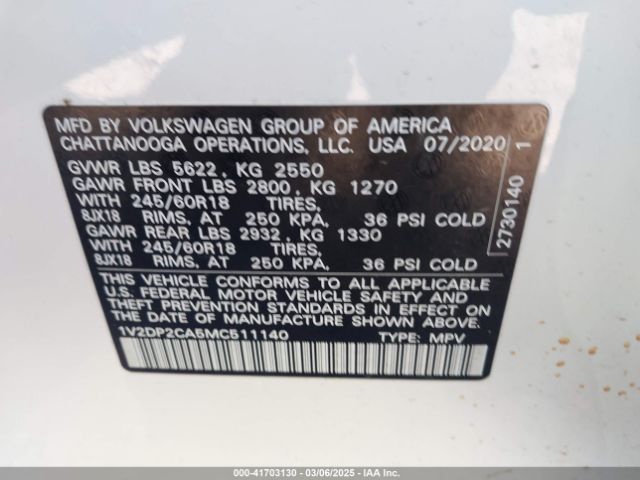 MFD BY VOLKSWAGEN GROUP OF AMERICA
CHATTANOOGA OPERATIONS, LLC. USA 07/2020
GVWR LBS 5622, KG 2550
GAWR FRONT LBS 2800, KG 1270
WITH 245/60R18 TIRES,
8JX18 RIMS, AT 250 KPA, 36 PSI COLD
GAWR REAR LBS 2932, KG 1330
WITH 245/60R18 TIRES,
8JX18 RIMS, AT 250 KPA, 36 PSI COLD
THIS VEHICLE CONFORMS TO ALL APPLICABLE
U.S. FEDERAL MOTOR VEHICLE SAFETY AND
THEFT PREVENTION STANDARDS IN EFFECT
ON THE DATE OF MANUFACTURE SHOWN ABOVE.
1V2DP2CA5MC511140 TYPE: MPV
2730140 1
000-41703130 - 03/06/2025 - IAA Inc.